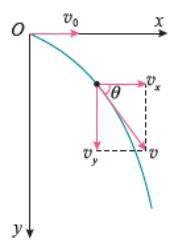 O v₀ x
vₓ
θ
v_y v
y